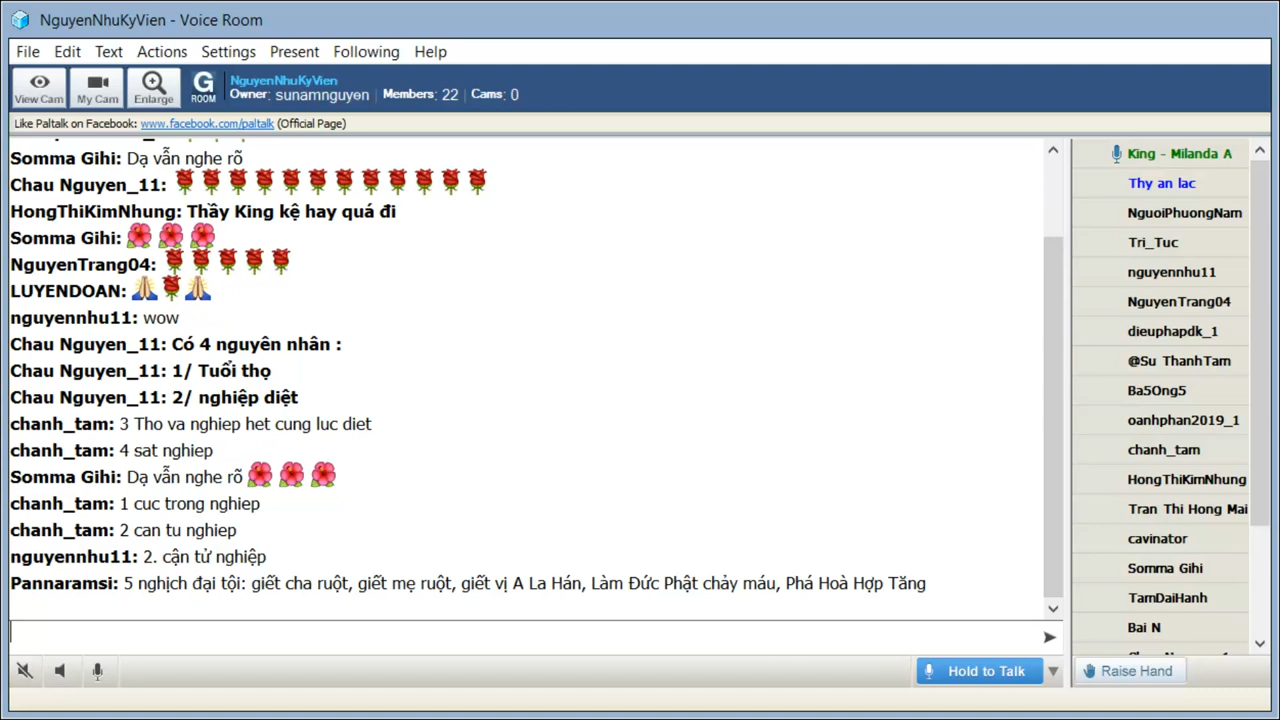 NguyenNhuKyVien - Voice Room
File Edit Text Actions Settings Present Following Help
View Cam My Cam Enlarge G ROOM
NguyenNhuKyVien
Owner: sunamnguyen Members: 22 Cams: 0
Like Paltalk on Facebook: www.facebook.com/paltalk (Official Page)
Somma Gihi: Dạ vẫn nghe rõ
Chau Nguyen_11:
HongThiKimNhung: Thầy King kệ hay quá đi
Somma Gihi:
NguyenTrang04:
LUYENDOAN:
nguyennhu11: wow
Chau Nguyen_11: Có 4 nguyên nhân :
Chau Nguyen_11: 1/ Tuổi thọ
Chau Nguyen_11: 2/ nghiệp diệt
chanh_tam: 3 Tho va nghiep het cung luc diet
chanh_tam: 4 sat nghiep
Somma Gihi: Dạ vẫn nghe rõ
chanh_tam: 1 cuc trong nghiep
chanh_tam: 2 can tu nghiep
nguyennhu11: 2. cận tử nghiệp
Pannaramsi: 5 nghịch đại tội: giết cha ruột, giết mẹ ruột, giết vị A La Hán, Làm Đức Phật chảy máu, Phá Hoà Hợp Tăng
Hold to Talk
King - Milanda A
Thy an lac
NguoiPhuongNam
Tri_Tuc
nguyennhu11
NguyenTrang04
dieuphapdk_1
@Su ThanhTam
Ba5Ong5
oanhphan2019_1
chanh_tam
HongThiKimNhung
Tran Thi Hong Mai
cavinator
Somma Gihi
TamDaiHanh
Bai N
Raise Hand